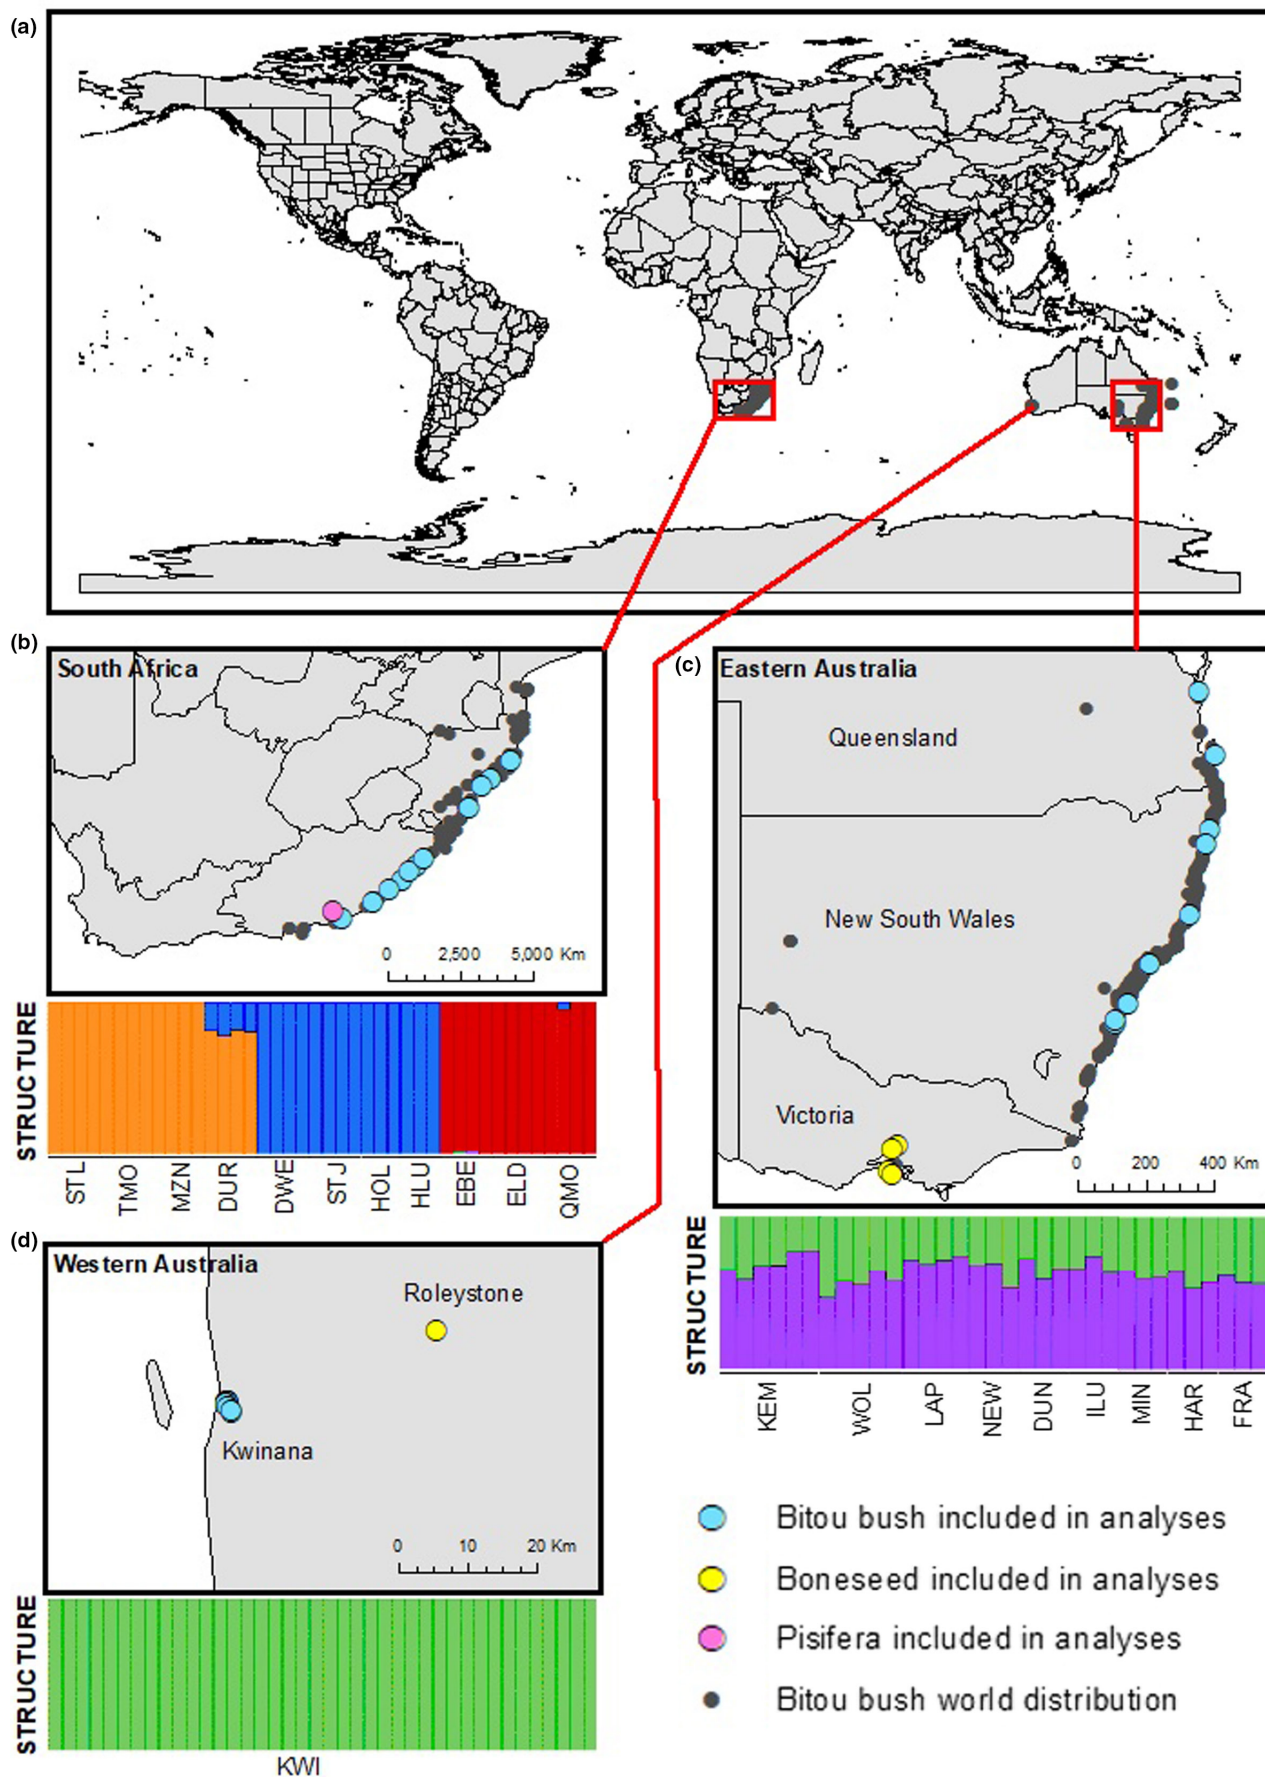 (a)
(b)
South Africa
0 2,500 5,000 Km
STRUCTURE
STL TMO MZN DUR DWE STJ HOL HLU EBE ELD QMO
(c)
Eastern Australia
Queensland
New South Wales
Victoria
0 200 400 Km
STRUCTURE
KEM WOL LAP NEW DUN ILU MIN HAR FRA
(d)
Western Australia
Roleystone
Kwinana
0 10 20 Km
STRUCTURE
KWI
Bitou bush included in analyses
Boneseed included in analyses
Pisifera included in analyses
Bitou bush world distribution